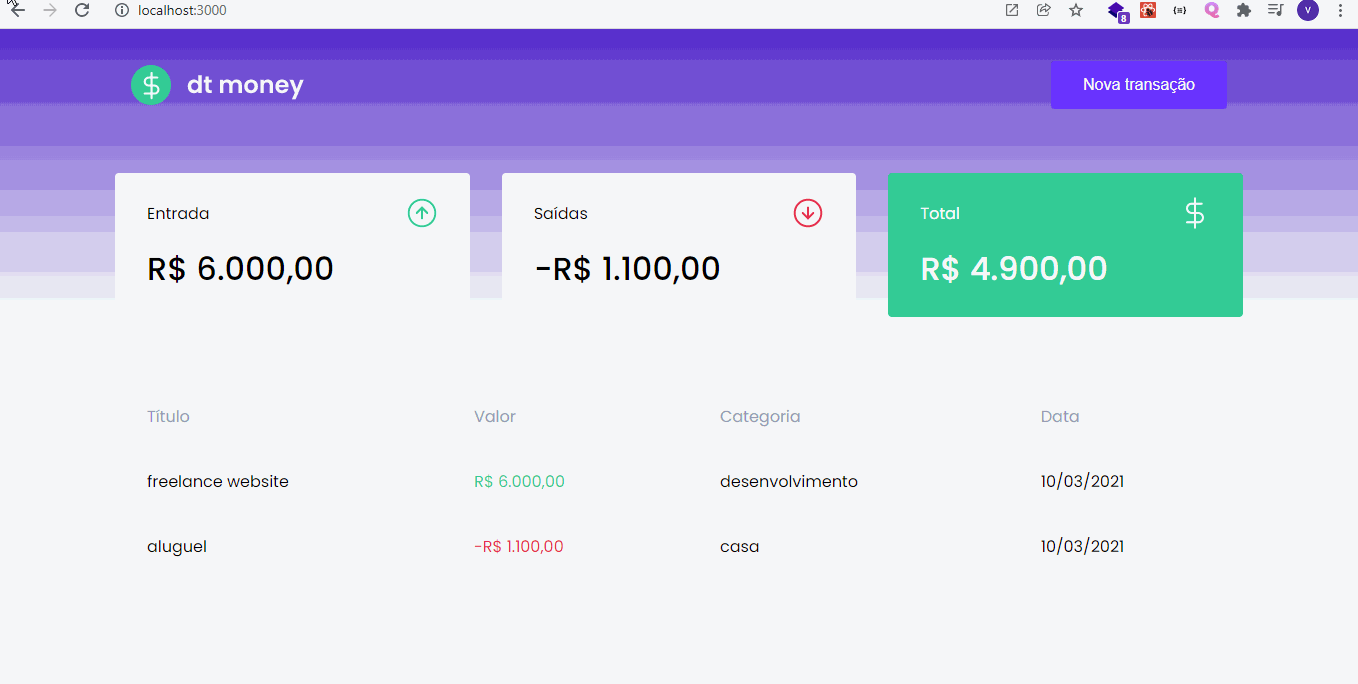 localhost:3000
8
V
$ dt money
Nova transação
Entrada
R$ 6.000,00
Saídas
-R$ 1.100,00
Total $
R$ 4.900,00
Título Valor Categoria Data
freelance website R$ 6.000,00 desenvolvimento 10/03/2021
aluguel -R$ 1.100,00 casa 10/03/2021